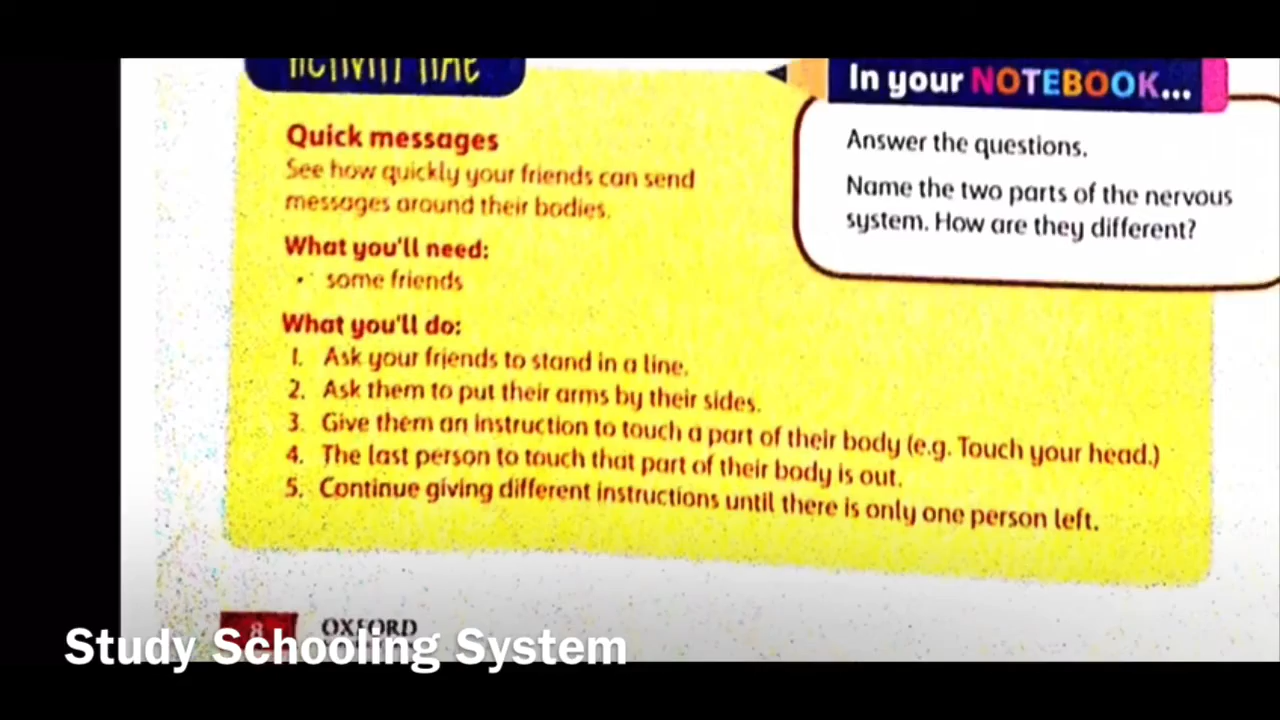 ACTIVITY TIME
Quick messages
See how quickly your friends can send
messages around their bodies.
What you'll need:
· some friends
What you'll do:
1. Ask your friends to stand in a line.
2. Ask them to put their arms by their sides.
3. Give them an instruction to touch a part of their body (e.g. Touch your head.)
4. The last person to touch that part of their body is out.
5. Continue giving different instructions until there is only one person left.
In your NOTEBOOK...
Answer the questions.
Name the two parts of the nervous
system. How are they different?
8 OXFORD
Study Schooling System